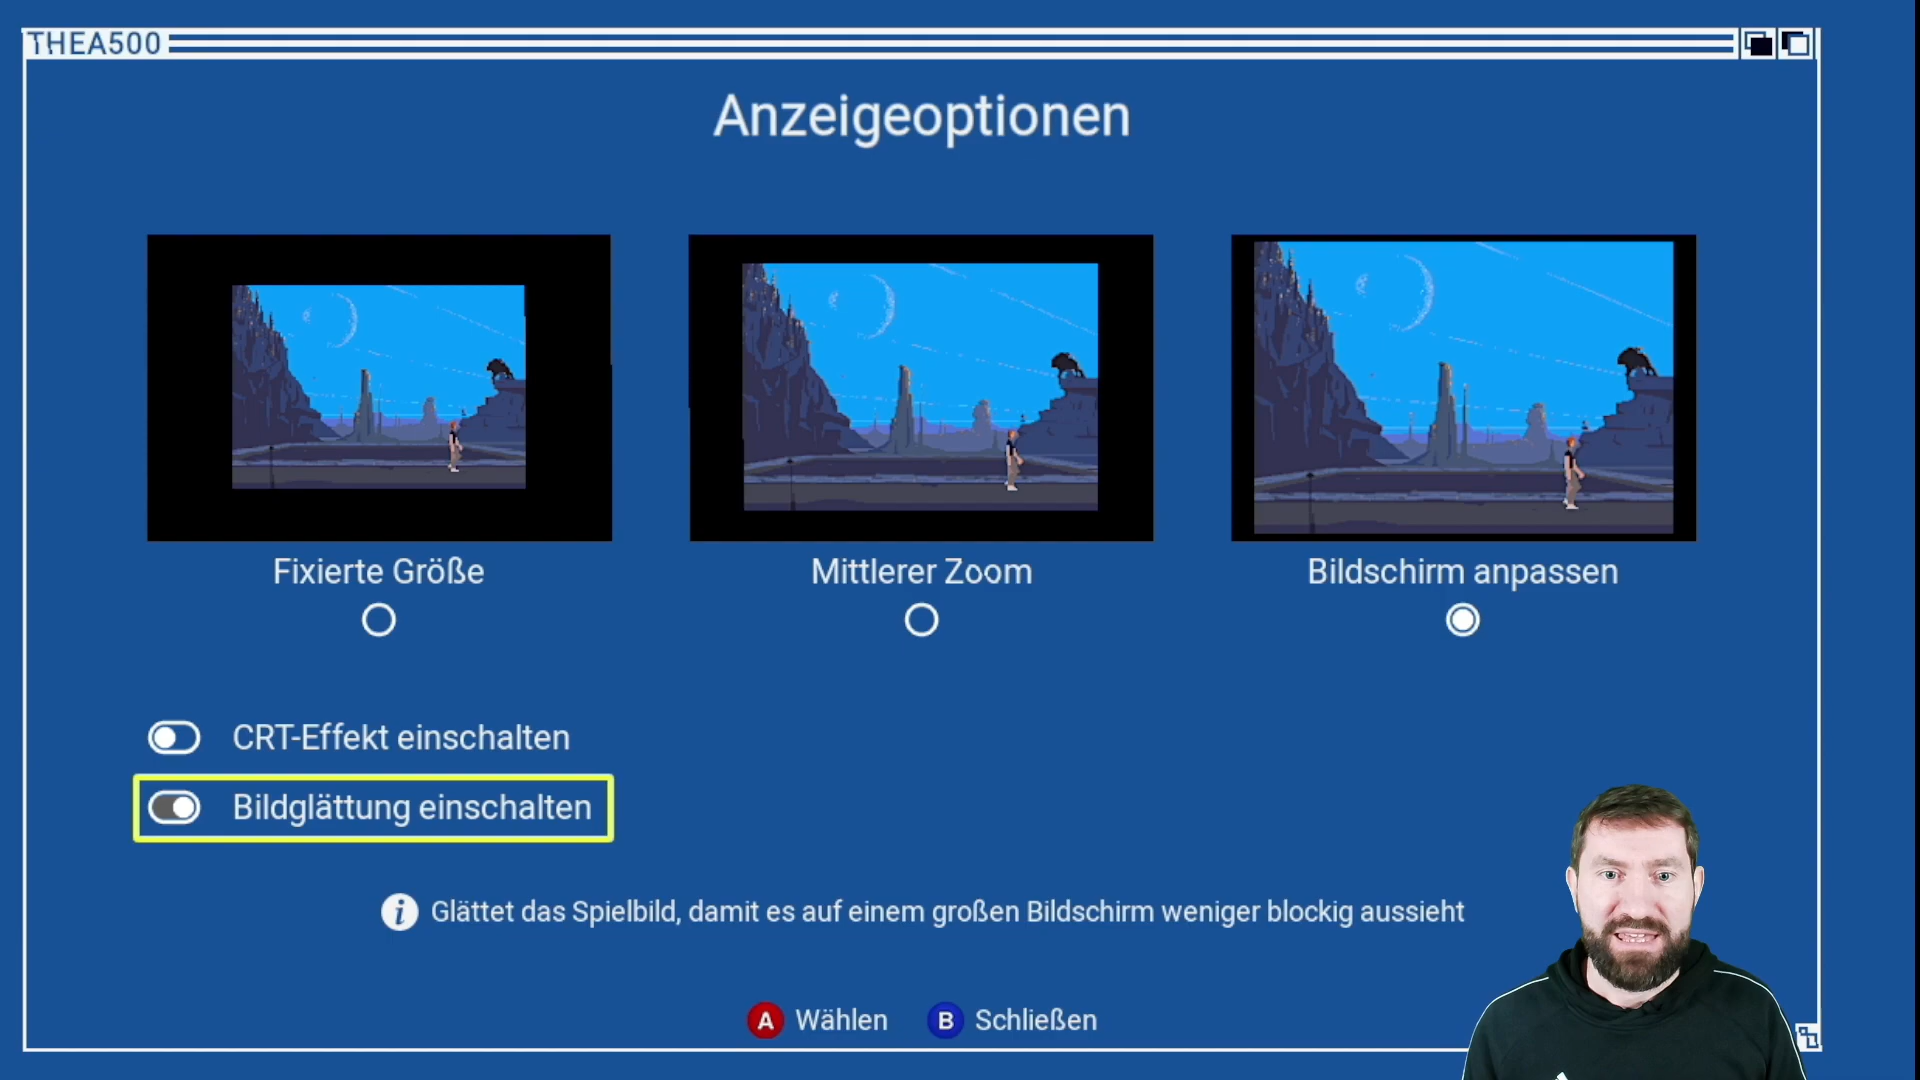 THEA500
Anzeigeoptionen
Fixierte Größe
Mittlerer Zoom
Bildschirm anpassen
CRT-Effekt einschalten
Bildglättung einschalten
i Glättet das Spielbild, damit es auf einem großen Bildschirm weniger blockig aussieht
A Wählen B Schließen